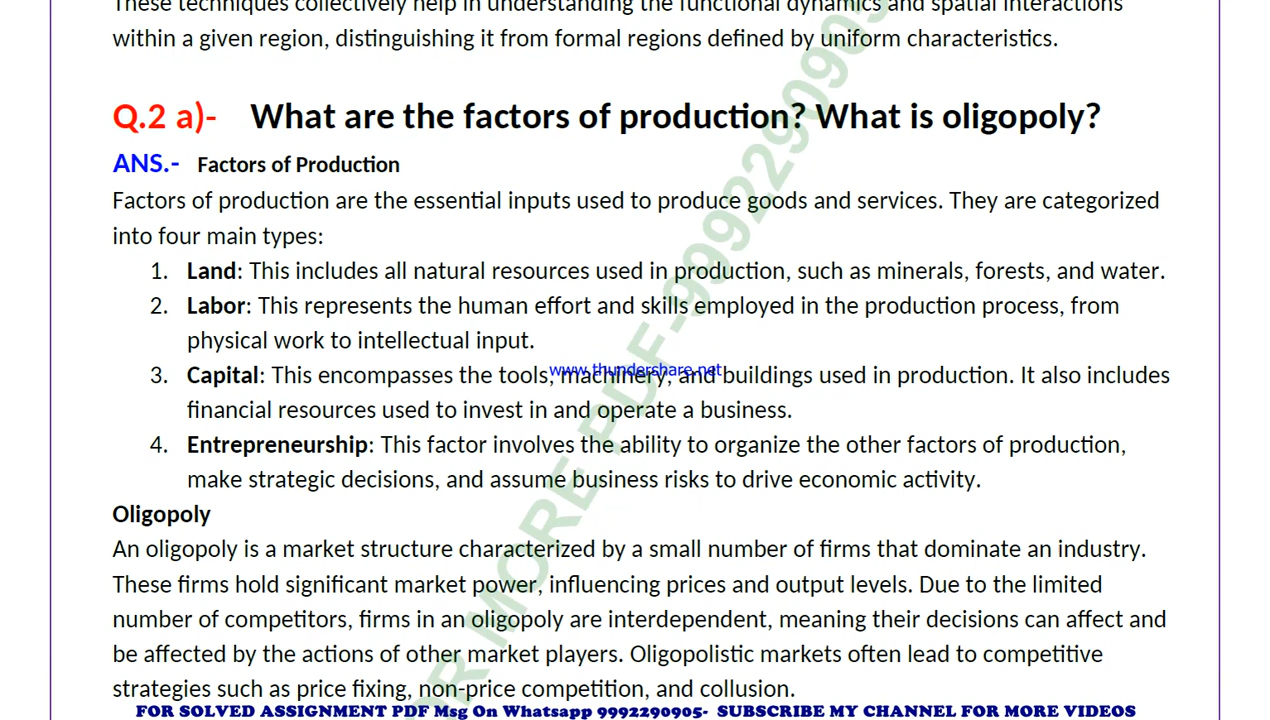 These techniques collectively help in understanding the functional dynamics and spatial interactions
within a given region, distinguishing it from formal regions defined by uniform characteristics.
Q.2 a)- What are the factors of production? What is oligopoly?
ANS.- Factors of Production
Factors of production are the essential inputs used to produce goods and services. They are categorized
into four main types:
1. Land: This includes all natural resources used in production, such as minerals, forests, and water.
2. Labor: This represents the human effort and skills employed in the production process, from
physical work to intellectual input.
www.thundershare.net
3. Capital: This encompasses the tools, machinery, and buildings used in production. It also includes
financial resources used to invest in and operate a business.
4. Entrepreneurship: This factor involves the ability to organize the other factors of production,
make strategic decisions, and assume business risks to drive economic activity.
Oligopoly
An oligopoly is a market structure characterized by a small number of firms that dominate an industry.
These firms hold significant market power, influencing prices and output levels. Due to the limited
number of competitors, firms in an oligopoly are interdependent, meaning their decisions can affect and
be affected by the actions of other market players. Oligopolistic markets often lead to competitive
strategies such as price fixing, non-price competition, and collusion.
OR MORE PDF-999229090
FOR SOLVED ASSIGNMENT PDF Msg On Whatsapp 9992290905- SUBSCRIBE MY CHANNEL FOR MORE VIDEOS